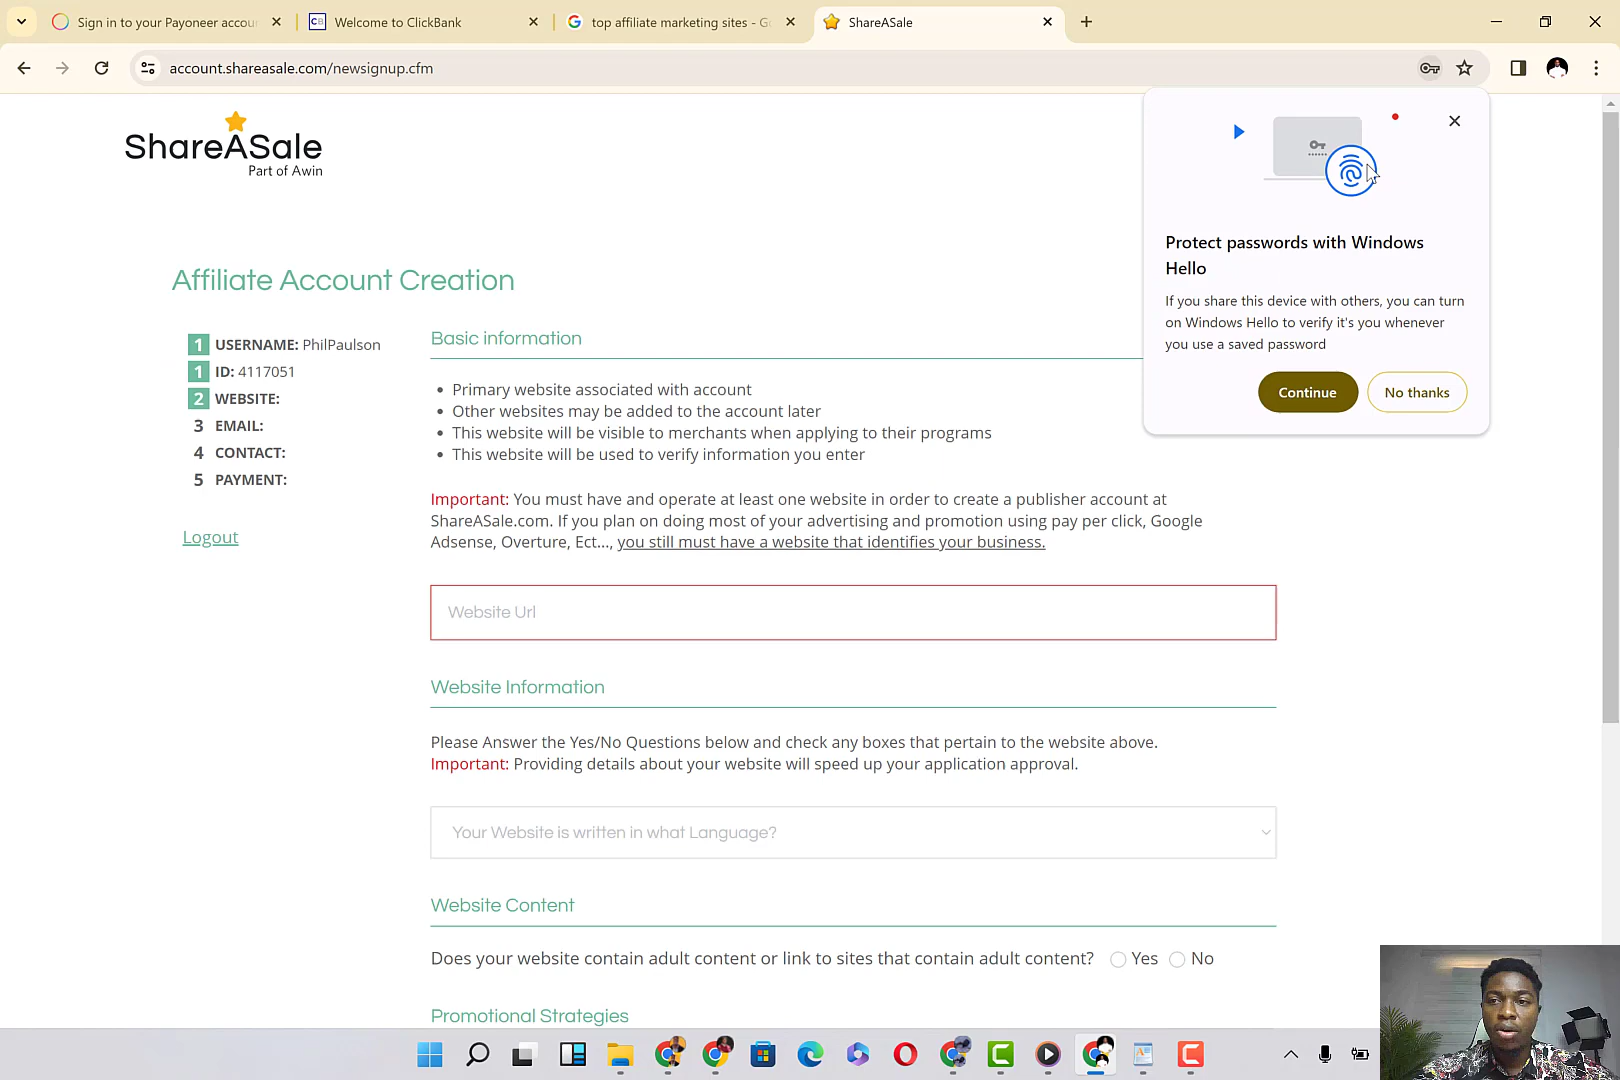 Sign in to your Payoneer accou
Welcome to ClickBank
top affiliate marketing sites - G
ShareASale
account.shareasale.com/newsignup.cfm
ShareASale
Part of Awin
Protect passwords with Windows
Hello
If you share this device with others, you can turn
on Windows Hello to verify it's you whenever
you use a saved password
Continue
No thanks
Affiliate Account Creation
1 USERNAME: PhilPaulson
1 ID: 4117051
2 WEBSITE:
3 EMAIL:
4 CONTACT:
5 PAYMENT:
Logout
Basic information
Primary website associated with account
Other websites may be added to the account later
This website will be visible to merchants when applying to their programs
This website will be used to verify information you enter
Important: You must have and operate at least one website in order to create a publisher account at
ShareASale.com. If you plan on doing most of your advertising and promotion using pay per click, Google
Adsense, Overture, Ect..., you still must have a website that identifies your business.
Website Url
Website Information
Please Answer the Yes/No Questions below and check any boxes that pertain to the website above.
Important: Providing details about your website will speed up your application approval.
Your Website is written in what Language?
Website Content
Does your website contain adult content or link to sites that contain adult content? Yes No
Promotional Strategies